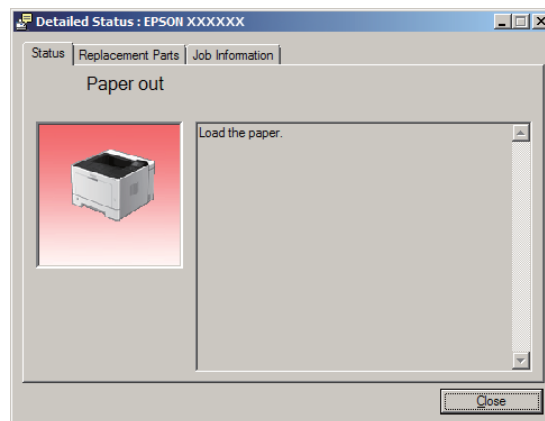 Detailed Status : EPSON XXXXXX
Status Replacement Parts Job Information
Paper out
Load the paper.
Close